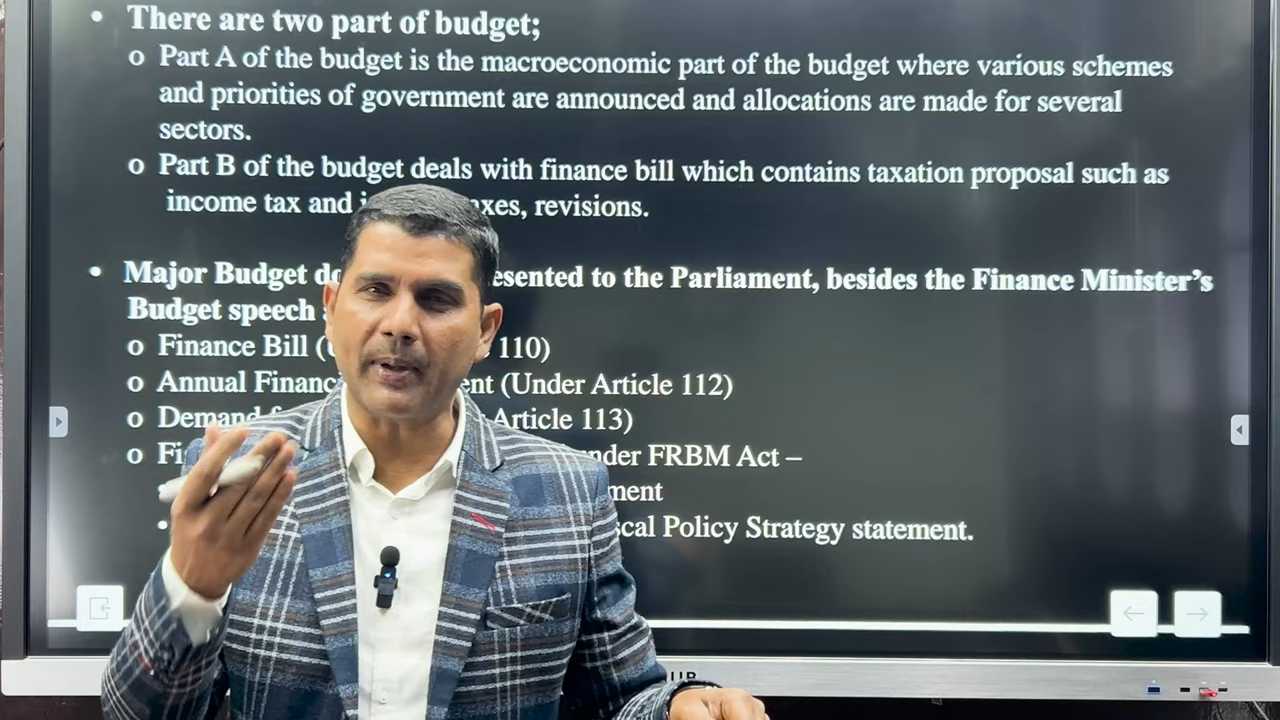 • There are two part of budget;
o Part A of the budget is the macroeconomic part of the budget where various schemes
and priorities of government are announced and allocations are made for several
sectors.
o Part B of the budget deals with finance bill which contains taxation proposal such as
income tax and axes, revisions.
• Major Budget do esented to the Parliament, besides the Finance Minister's
Budget speech
o Finance Bill ( 110)
o Annual Financ ent (Under Article 112)
o Demand Article 113)
o Fi nder FRBM Act –
ment
• scal Policy Strategy statement.